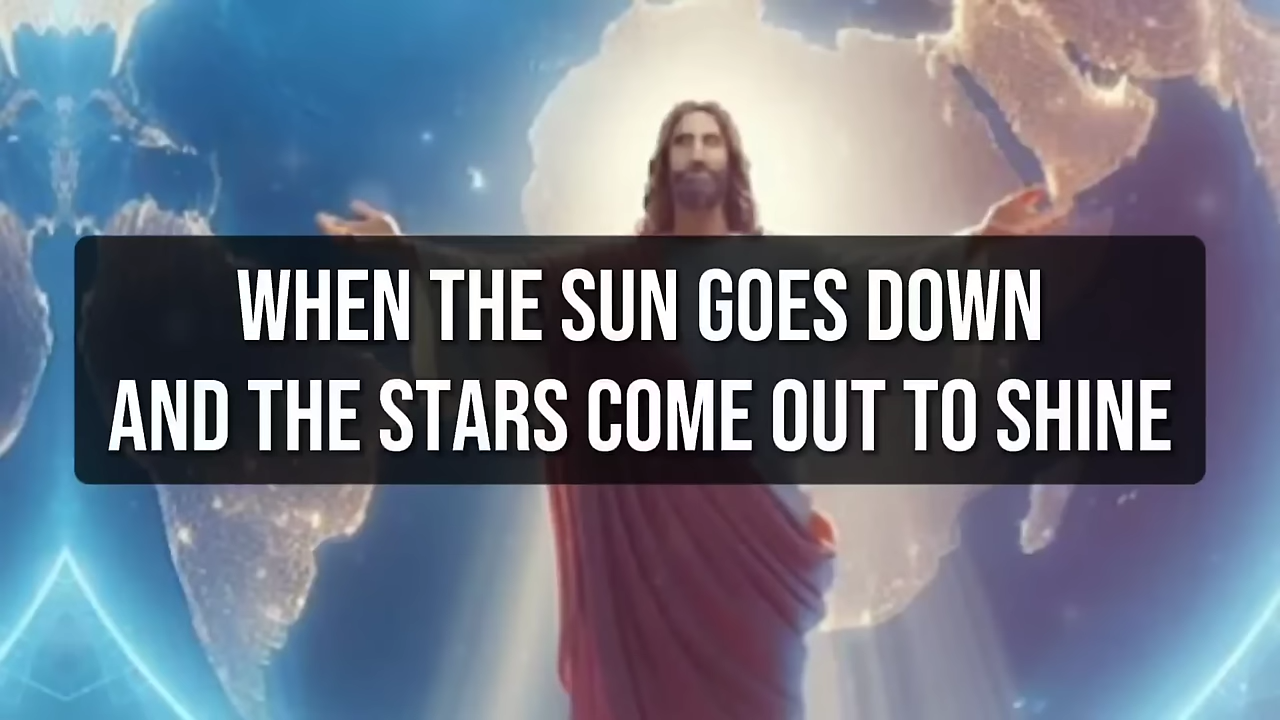 WHEN THE SUN GOES DOWN
AND THE STARS COME OUT TO SHINE